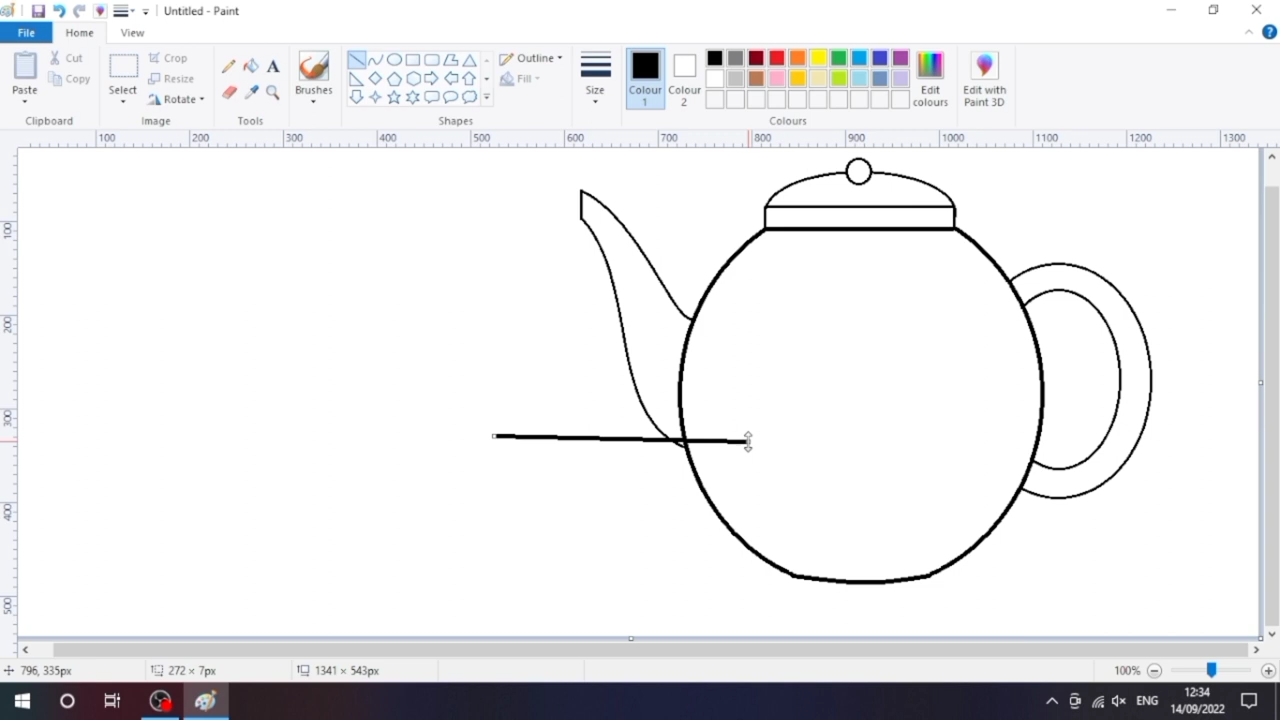 Untitled - Paint
File Home View
Paste
Cut
Copy
Clipboard
Select
Crop
Resize
Rotate
Image
Tools
Brushes
Outline
Fill
Shapes
Size
Colour 1
Colour 2
Edit colours
Colours
Edit with Paint 3D
100 200 300 400 500 600 700 800 900 1000 1100 1200 1300
100
200
300
400
500
796, 335px 272 × 7px 1341 × 543px 100%
ENG
12:34
14/09/2022